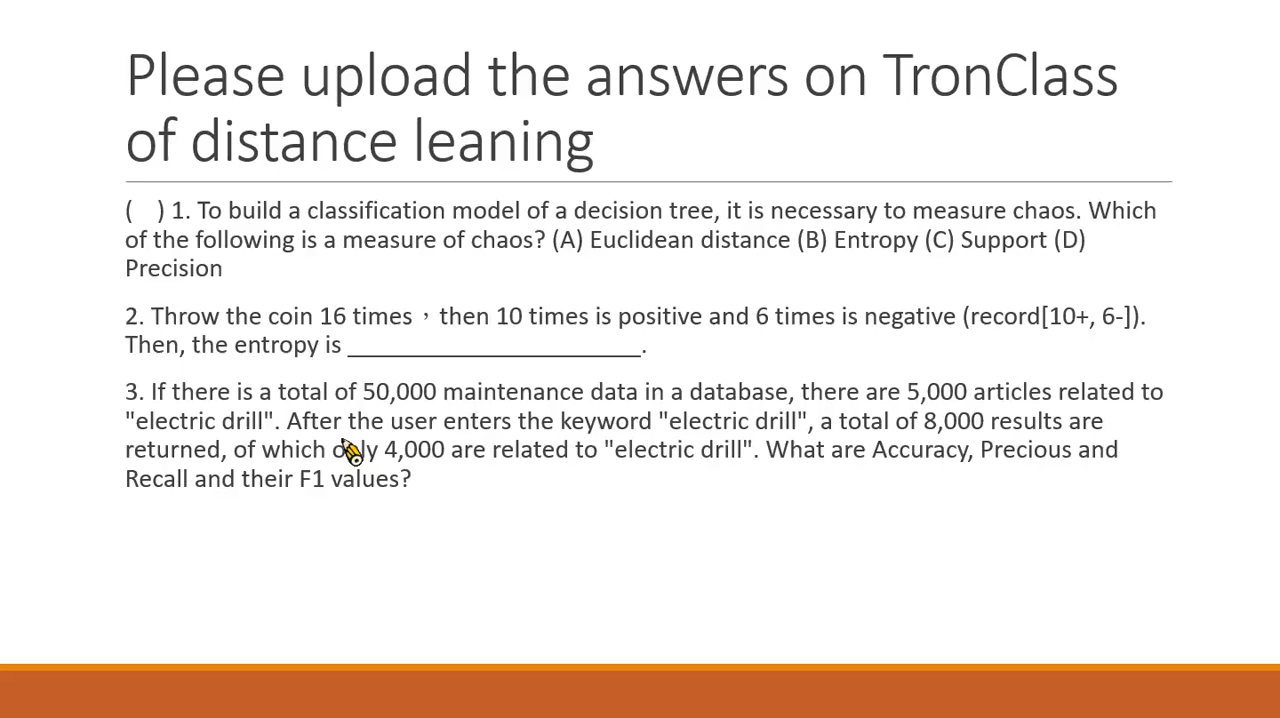 Please upload the answers on TronClass
of distance leaning
(    ) 1. To build a classification model of a decision tree, it is necessary to measure chaos. Which
of the following is a measure of chaos? (A) Euclidean distance (B) Entropy (C) Support (D)
Precision
2. Throw the coin 16 times，then 10 times is positive and 6 times is negative (record[10+, 6-]).
Then, the entropy is ______________________.
3. If there is a total of 50,000 maintenance data in a database, there are 5,000 articles related to
"electric drill". After the user enters the keyword "electric drill", a total of 8,000 results are
returned, of which only 4,000 are related to "electric drill". What are Accuracy, Precious and
Recall and their F1 values?